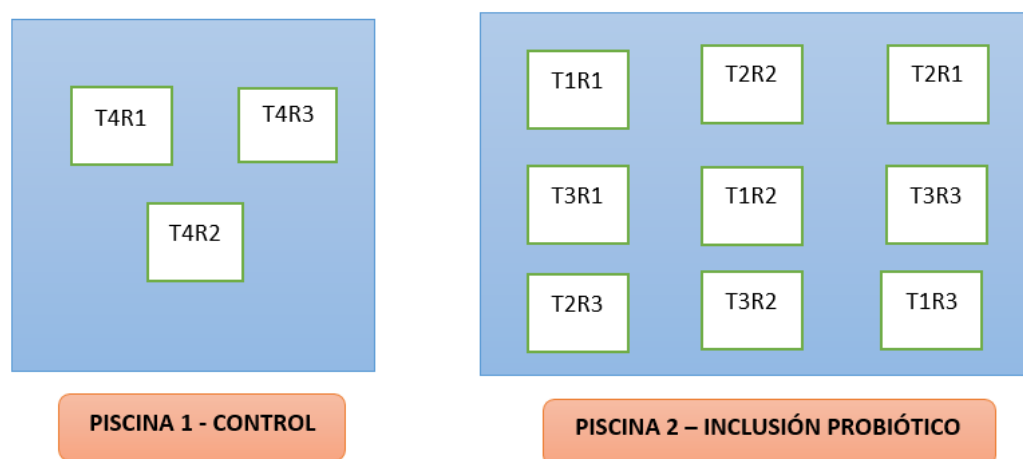 T4R1
T4R3
T4R2
PISCINA 1 - CONTROL
T1R1
T2R2
T2R1
T3R1
T1R2
T3R3
T2R3
T3R2
T1R3
PISCINA 2 – INCLUSIÓN PROBIÓTICO